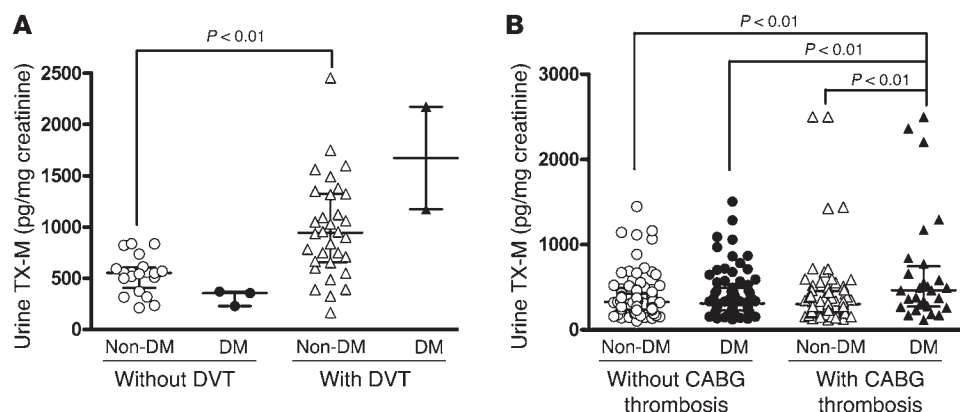 A
P < 0.01
Urine TX-M (pg/mg creatinine)
2500
2000
1500
1000
500
0
Non-DM DM Non-DM DM
Without DVT With DVT
B
P < 0.01
P < 0.01
P < 0.01
Urine TX-M (pg/mg creatinine)
3000
2000
1000
0
Non-DM DM Non-DM DM
Without CABG With CABG
thrombosis thrombosis